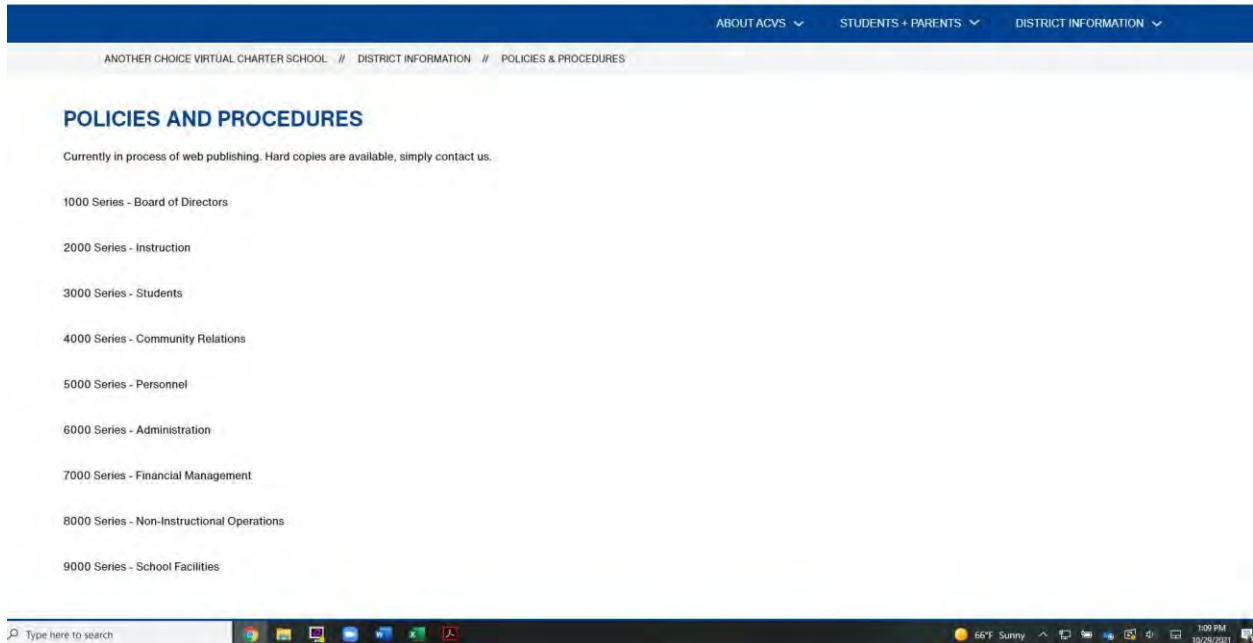 ABOUT ACVS STUDENTS + PARENTS DISTRICT INFORMATION
ANOTHER CHOICE VIRTUAL CHARTER SCHOOL // DISTRICT INFORMATION // POLICIES & PROCEDURES
POLICIES AND PROCEDURES
Currently in process of web publishing. Hard copies are available, simply contact us.
1000 Series - Board of Directors
2000 Series - Instruction
3000 Series - Students
4000 Series - Community Relations
5000 Series - Personnel
6000 Series - Administration
7000 Series - Financial Management
8000 Series - Non-Instructional Operations
9000 Series - School Facilities
Type here to search
66°F Sunny
1:09 PM
10/29/2021